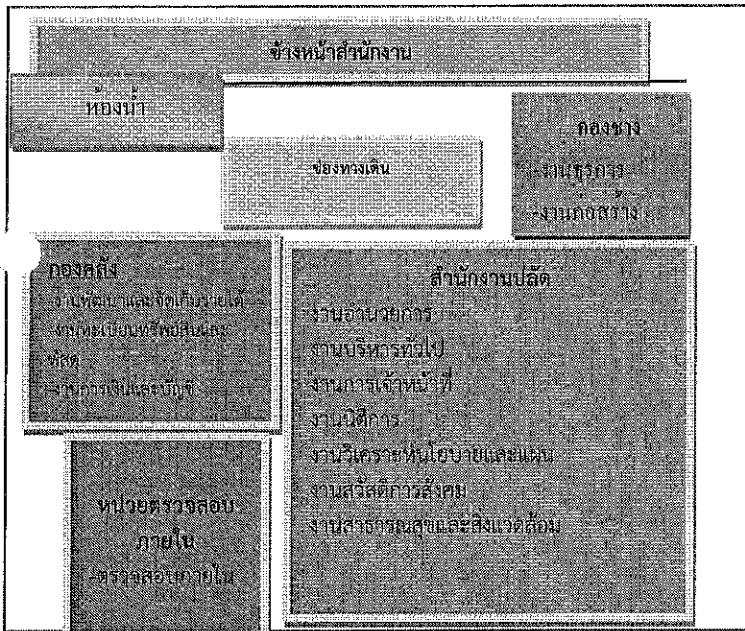 ข้างหน้าสำนักงาน
ห้องน้ำ
กองช่าง
-งานธุรการ
-งานก่อสร้าง
ช่องทางเดิน
กองคลัง
-งานพัฒนาและจัดเก็บรายได้
-งานทะเบียนทรัพย์สินและ
พัสดุ
-งานการเงินและบัญชี
สำนักงานปลัด
งานอำนวยการ
งานบริหารทั่วไป
งานการเจ้าหน้าที่
งานนิติการ
งานวิเคราะห์นโยบายและแผน
งานสวัสดิการสังคม
งานสาธารณสุขและสิ่งแวดล้อม
หน่วยตรวจสอบ
ภายใน
-ตรวจสอบภายใน